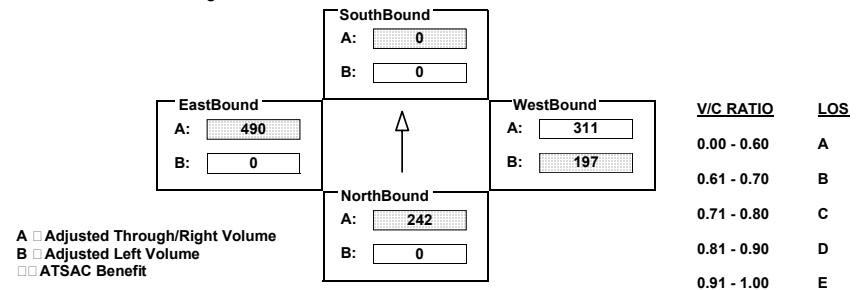 SouthBound
A: 0
B: 0
EastBound
A: 490
B: 0
WestBound
A: 311
B: 197
NorthBound
A: 242
B: 0
A □ Adjusted Through/Right Volume
B □ Adjusted Left Volume
□□ ATSAC Benefit
V/C RATIO LOS
0.00 - 0.60 A
0.61 - 0.70 B
0.71 - 0.80 C
0.81 - 0.90 D
0.91 - 1.00 E